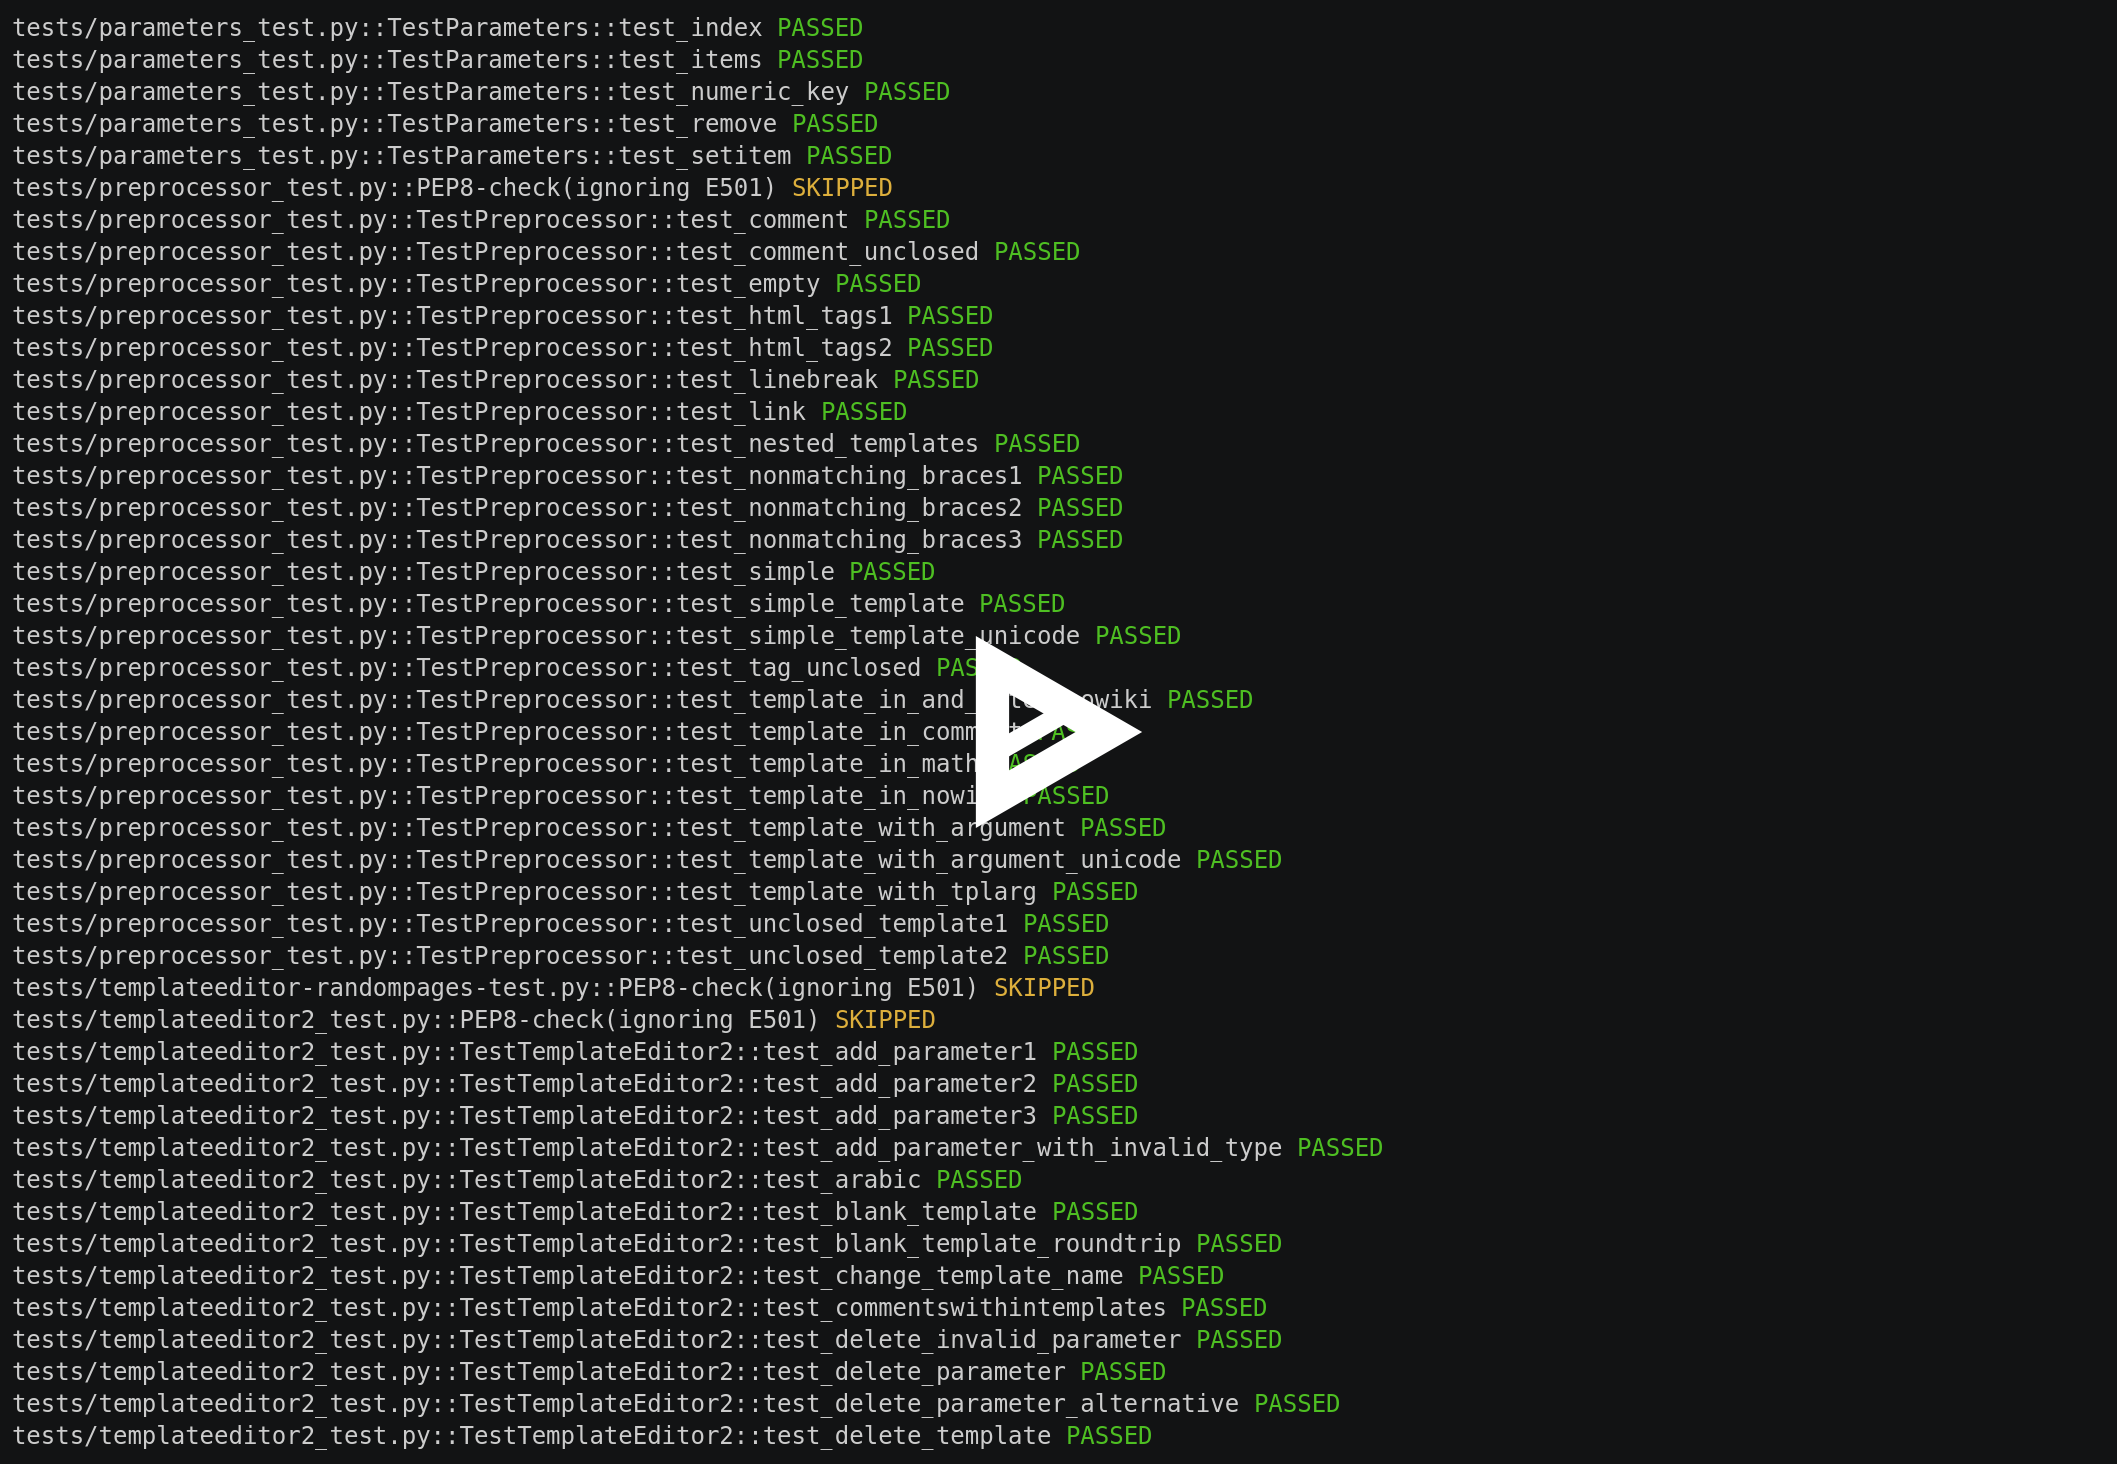 tests/parameters_test.py::TestParameters::test_index PASSED
tests/parameters_test.py::TestParameters::test_items PASSED
tests/parameters_test.py::TestParameters::test_numeric_key PASSED
tests/parameters_test.py::TestParameters::test_remove PASSED
tests/parameters_test.py::TestParameters::test_setitem PASSED
tests/preprocessor_test.py::PEP8-check(ignoring E501) SKIPPED
tests/preprocessor_test.py::TestPreprocessor::test_comment PASSED
tests/preprocessor_test.py::TestPreprocessor::test_comment_unclosed PASSED
tests/preprocessor_test.py::TestPreprocessor::test_empty PASSED
tests/preprocessor_test.py::TestPreprocessor::test_html_tags1 PASSED
tests/preprocessor_test.py::TestPreprocessor::test_html_tags2 PASSED
tests/preprocessor_test.py::TestPreprocessor::test_linebreak PASSED
tests/preprocessor_test.py::TestPreprocessor::test_link PASSED
tests/preprocessor_test.py::TestPreprocessor::test_nested_templates PASSED
tests/preprocessor_test.py::TestPreprocessor::test_nonmatching_braces1 PASSED
tests/preprocessor_test.py::TestPreprocessor::test_nonmatching_braces2 PASSED
tests/preprocessor_test.py::TestPreprocessor::test_nonmatching_braces3 PASSED
tests/preprocessor_test.py::TestPreprocessor::test_simple PASSED
tests/preprocessor_test.py::TestPreprocessor::test_simple_template PASSED
tests/preprocessor_test.py::TestPreprocessor::test_simple_template_unicode PASSED
tests/preprocessor_test.py::TestPreprocessor::test_tag_unclosed PASSED
PASSED
tests/preprocessor_test.py::TestPreprocessor::test_template_in_comment PASSED
tests/preprocessor_test.py::TestPreprocessor::test_template_in_math PASSED
tests/preprocessor_test.py::TestPreprocessor::test_template_in_nowiki PASSED
tests/preprocessor_test.py::TestPreprocessor::test_template_with_argument PASSED
tests/preprocessor_test.py::TestPreprocessor::test_template_with_argument_unicode PASSED
tests/preprocessor_test.py::TestPreprocessor::test_template_with_tplarg PASSED
tests/preprocessor_test.py::TestPreprocessor::test_unclosed_template1 PASSED
tests/preprocessor_test.py::TestPreprocessor::test_unclosed_template2 PASSED
tests/templateeditor-randompages-test.py::PEP8-check(ignoring E501) SKIPPED
tests/templateeditor2_test.py::PEP8-check(ignoring E501) SKIPPED
tests/templateeditor2_test.py::TestTemplateEditor2::test_add_parameter1 PASSED
tests/templateeditor2_test.py::TestTemplateEditor2::test_add_parameter2 PASSED
tests/templateeditor2_test.py::TestTemplateEditor2::test_add_parameter3 PASSED
tests/templateeditor2_test.py::TestTemplateEditor2::test_add_parameter_with_invalid_type PASSED
tests/templateeditor2_test.py::TestTemplateEditor2::test_arabic PASSED
tests/templateeditor2_test.py::TestTemplateEditor2::test_blank_template PASSED
tests/templateeditor2_test.py::TestTemplateEditor2::test_blank_template_roundtrip PASSED
tests/templateeditor2_test.py::TestTemplateEditor2::test_change_template_name PASSED
tests/templateeditor2_test.py::TestTemplateEditor2::test_commentswithintemplates PASSED
tests/templateeditor2_test.py::TestTemplateEditor2::test_delete_invalid_parameter PASSED
tests/templateeditor2_test.py::TestTemplateEditor2::test_delete_parameter PASSED
tests/templateeditor2_test.py::TestTemplateEditor2::test_delete_parameter_alternative PASSED
tests/templateeditor2_test.py::TestTemplateEditor2::test_delete_template PASSED